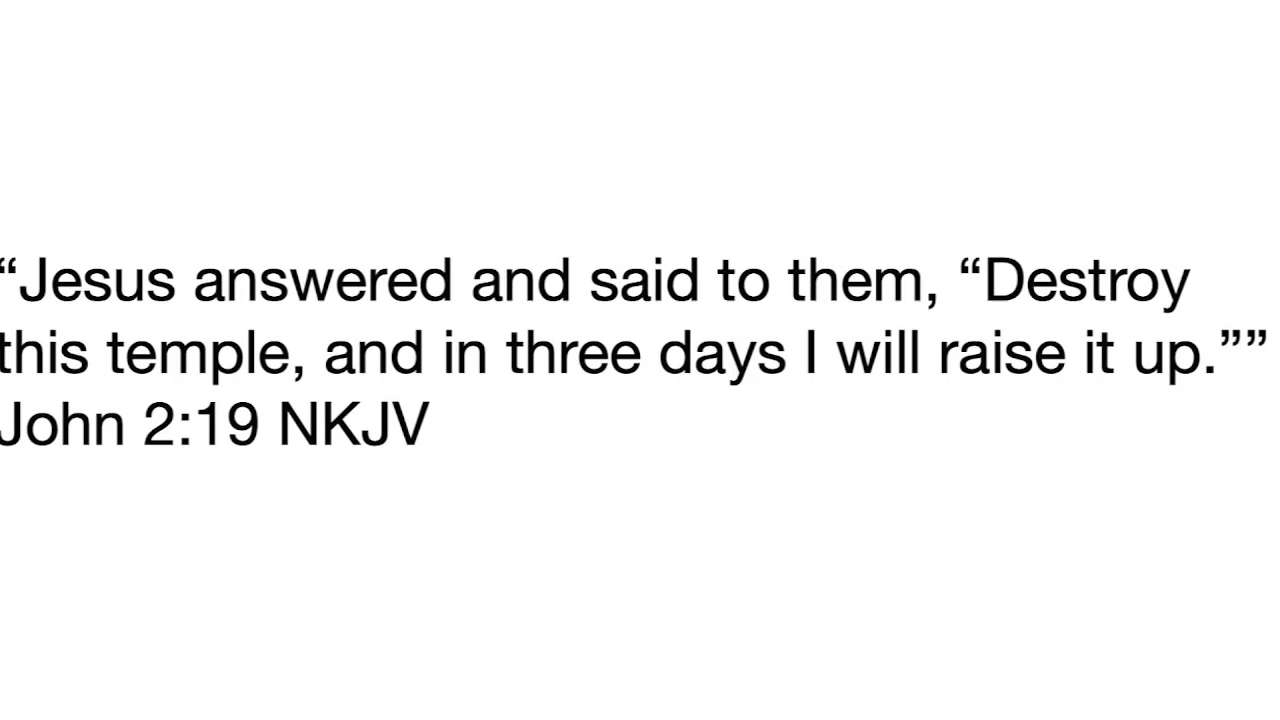 “Jesus answered and said to them, “Destroy
this temple, and in three days I will raise it up.””
John 2:19 NKJV